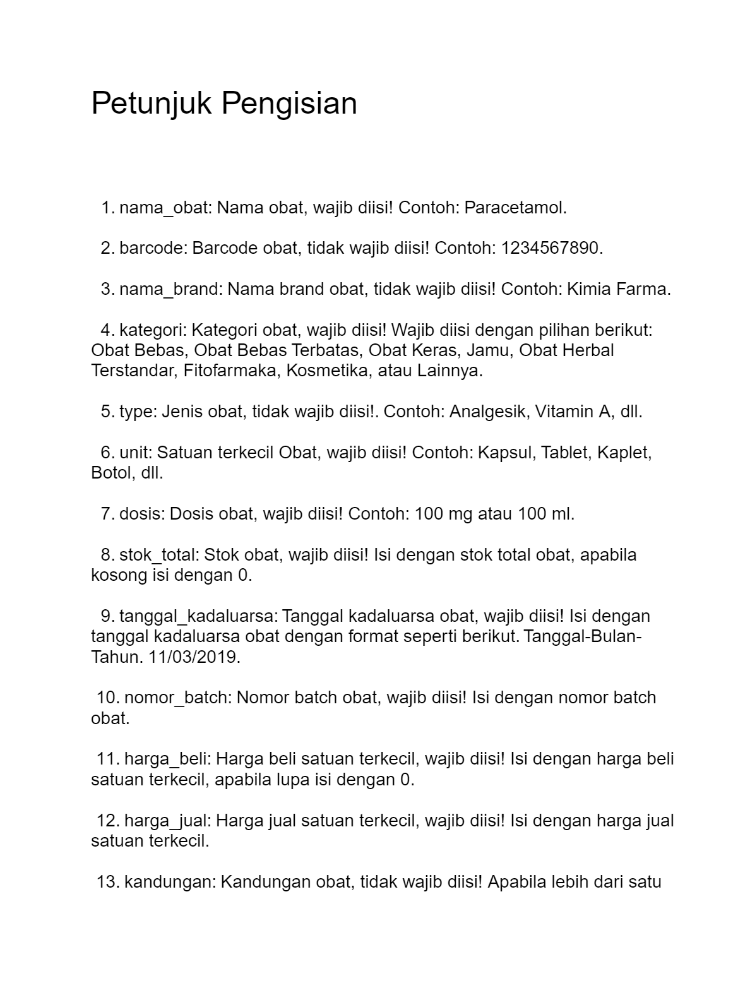 Petunjuk Pengisian
1. nama_obat: Nama obat, wajib diisi! Contoh: Paracetamol.
2. barcode: Barcode obat, tidak wajib diisi! Contoh: 1234567890.
3. nama_brand: Nama brand obat, tidak wajib diisi! Contoh: Kimia Farma.
4. kategori: Kategori obat, wajib diisi! Wajib diisi dengan pilihan berikut:
Obat Bebas, Obat Bebas Terbatas, Obat Keras, Jamu, Obat Herbal
Terstandar, Fitofarmaka, Kosmetika, atau Lainnya.
5. type: Jenis obat, tidak wajib diisi!. Contoh: Analgesik, Vitamin A, dll.
6. unit: Satuan terkecil Obat, wajib diisi! Contoh: Kapsul, Tablet, Kaplet,
Botol, dll.
7. dosis: Dosis obat, wajib diisi! Contoh: 100 mg atau 100 ml.
8. stok_total: Stok obat, wajib diisi! Isi dengan stok total obat, apabila
kosong isi dengan 0.
9. tanggal_kadaluarsa: Tanggal kadaluarsa obat, wajib diisi! Isi dengan
tanggal kadaluarsa obat dengan format seperti berikut. Tanggal-Bulan-
Tahun. 11/03/2019.
10. nomor_batch: Nomor batch obat, wajib diisi! Isi dengan nomor batch
obat.
11. harga_beli: Harga beli satuan terkecil, wajib diisi! Isi dengan harga beli
satuan terkecil, apabila lupa isi dengan 0.
12. harga_jual: Harga jual satuan terkecil, wajib diisi! Isi dengan harga jual
satuan terkecil.
13. kandungan: Kandungan obat, tidak wajib diisi! Apabila lebih dari satu